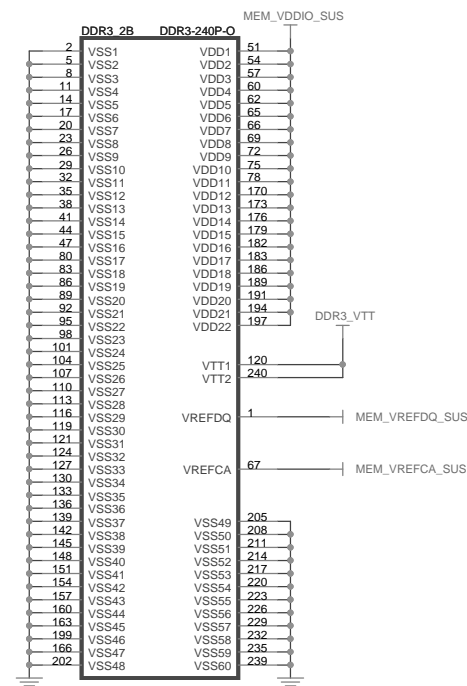 MEM_VDDIO_SUS
DDR3_2B DDR3-240P-O
2 VSS1 VDD1 51
5 VSS2 VDD2 54
8 VSS3 VDD3 57
11 VSS4 VDD4 60
14 VSS5 VDD5 62
17 VSS6 VDD6 65
20 VSS7 VDD7 66
23 VSS8 VDD8 69
26 VSS9 VDD9 72
29 VSS10 VDD10 75
32 VSS11 VDD11 78
35 VSS12 VDD12 170
38 VSS13 VDD13 173
41 VSS14 VDD14 176
44 VSS15 VDD15 179
47 VSS16 VDD16 182
80 VSS17 VDD17 183
83 VSS18 VDD18 186
86 VSS19 VDD19 189
89 VSS20 VDD20 191
92 VSS21 VDD21 194
95 VSS22 VDD22 197
DDR3_VTT
98 VSS23
101 VSS24
104 VSS25 VTT1 120
107 VSS26 VTT2 240
110 VSS27
113 VSS28
116 VSS29 VREFDQ 1 MEM_VREFDQ_SUS
119 VSS30
121 VSS31
124 VSS32
127 VSS33 VREFCA 67 MEM_VREFCA_SUS
130 VSS34
133 VSS35
136 VSS36
139 VSS37 VSS49 205
142 VSS38 VSS50 208
145 VSS39 VSS51 211
148 VSS40 VSS52 214
151 VSS41 VSS53 217
154 VSS42 VSS54 220
157 VSS43 VSS55 223
160 VSS44 VSS56 226
163 VSS45 VSS57 229
199 VSS46 VSS58 232
166 VSS47 VSS59 235
202 VSS48 VSS60 239